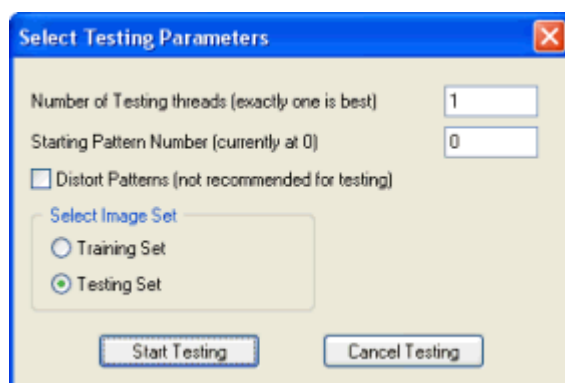 Select Testing Parameters
Number of Testing threads (exactly one is best) 1
Starting Pattern Number (currently at 0) 0
Distort Patterns (not recommended for testing)
Select Image Set
Training Set
Testing Set
Start Testing Cancel Testing